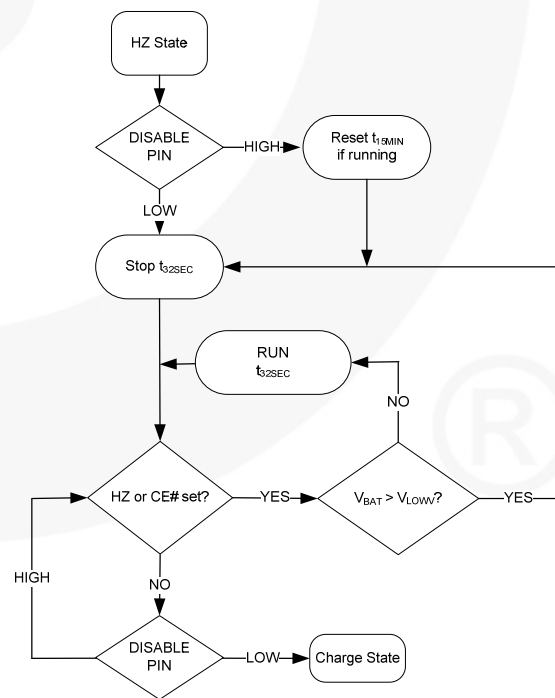 HZ State
DISABLE
PIN
HIGH
Reset t15MIN
if running
LOW
Stop t32SEC
RUN
t32SEC
NO
HZ or CE# set?
YES
VBAT > VLOWV?
YES
HIGH
NO
DISABLE
PIN
LOW
Charge State
®